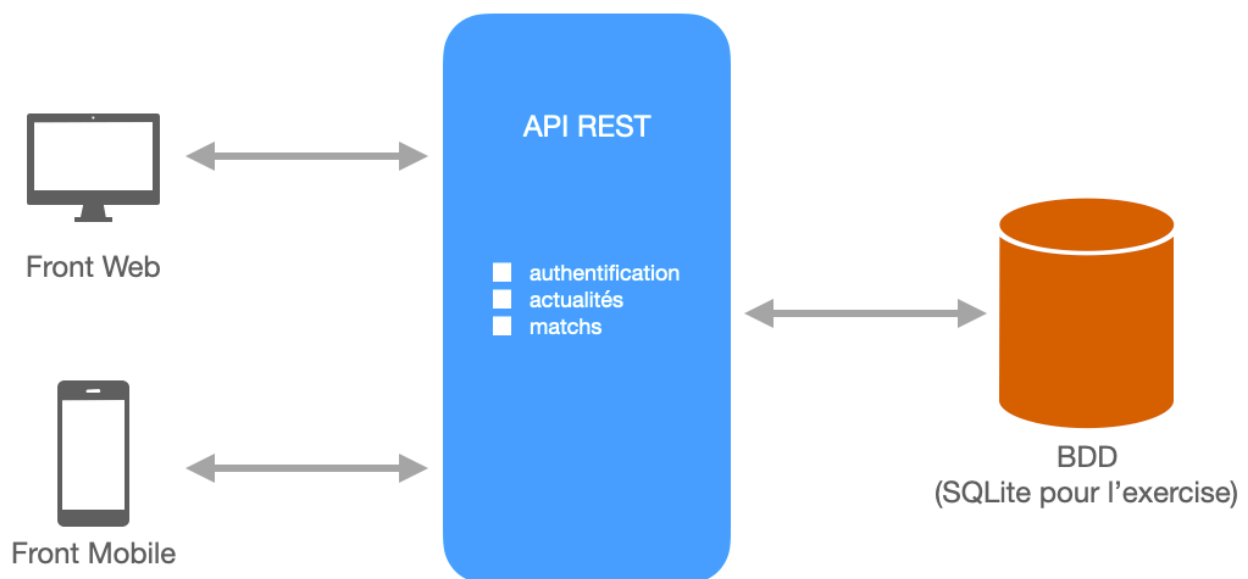 API REST
authentification
actualités
matchs
Front Web
Front Mobile
BDD
(SQLite pour l’exercise)